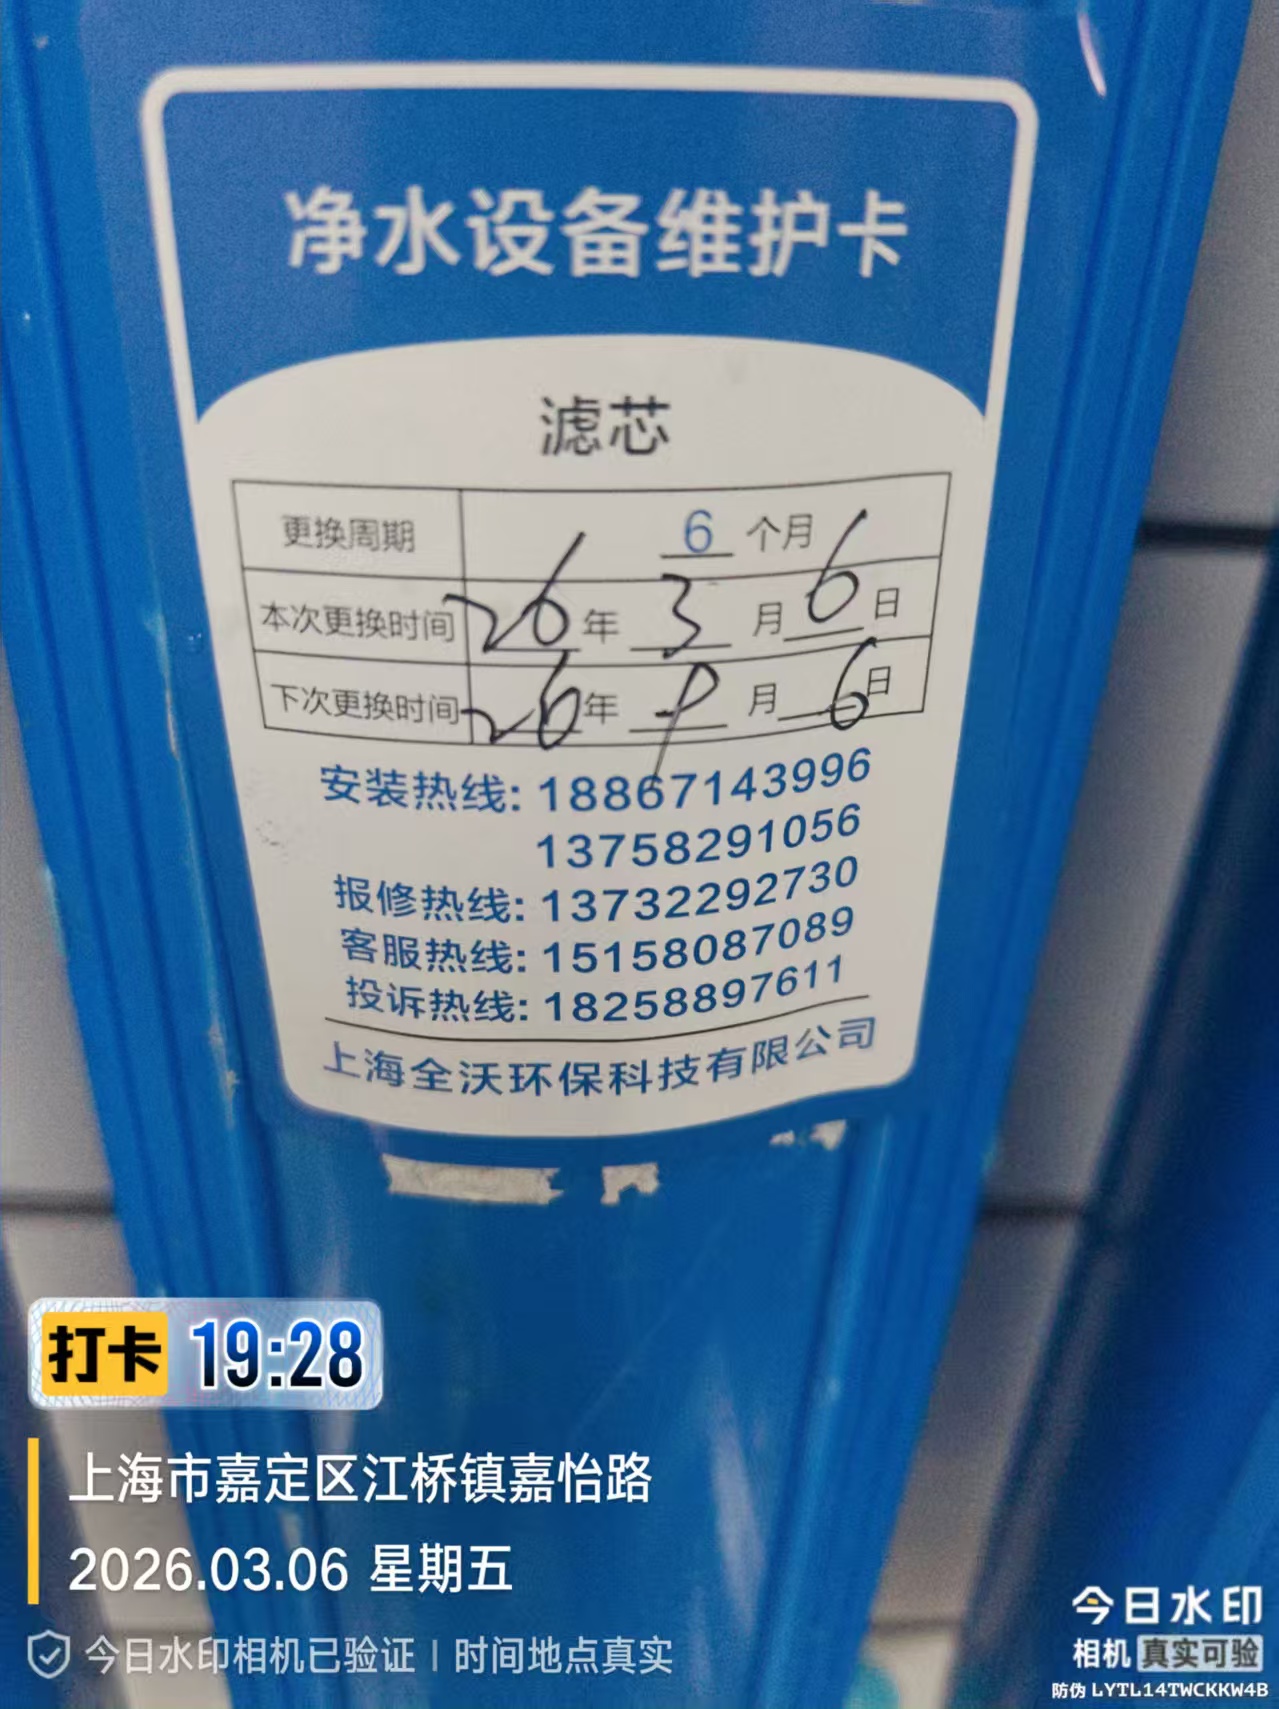 净水设备维护卡
滤芯
更换周期 6 个月
本次更换时间 26 年 3 月 6 日
下次更换时间 26 年 9 月 6 日
安装热线: 18867143996
13758291056
报修热线: 13732292730
客服热线: 15158087089
投诉热线: 18258897611
上海全沃环保科技有限公司
打卡 19:28
上海市嘉定区江桥镇嘉怡路
2026.03.06 星期五
今日水印相机已验证 | 时间地点真实
今日水印
相机 真实可验
防伪 LYTL14TWCKKW4B